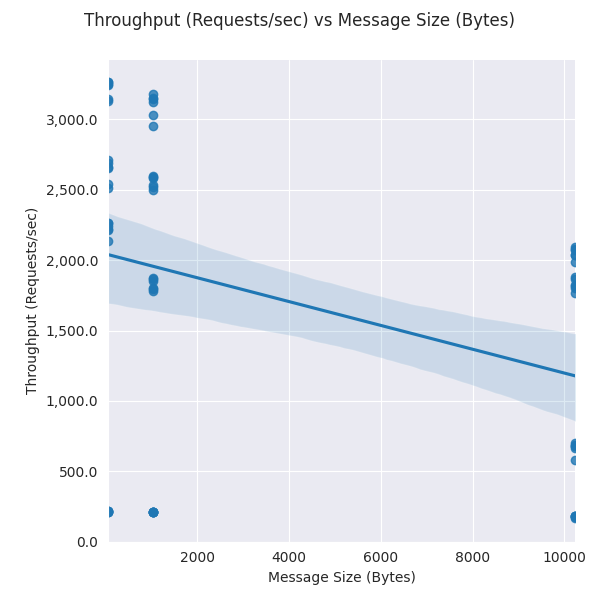 Throughput (Requests/sec) vs Message Size (Bytes)
3,000.0
2,500.0
2,000.0
1,500.0
1,000.0
500.0
0.0
Throughput (Requests/sec)
2000 4000 6000 8000 10000
Message Size (Bytes)